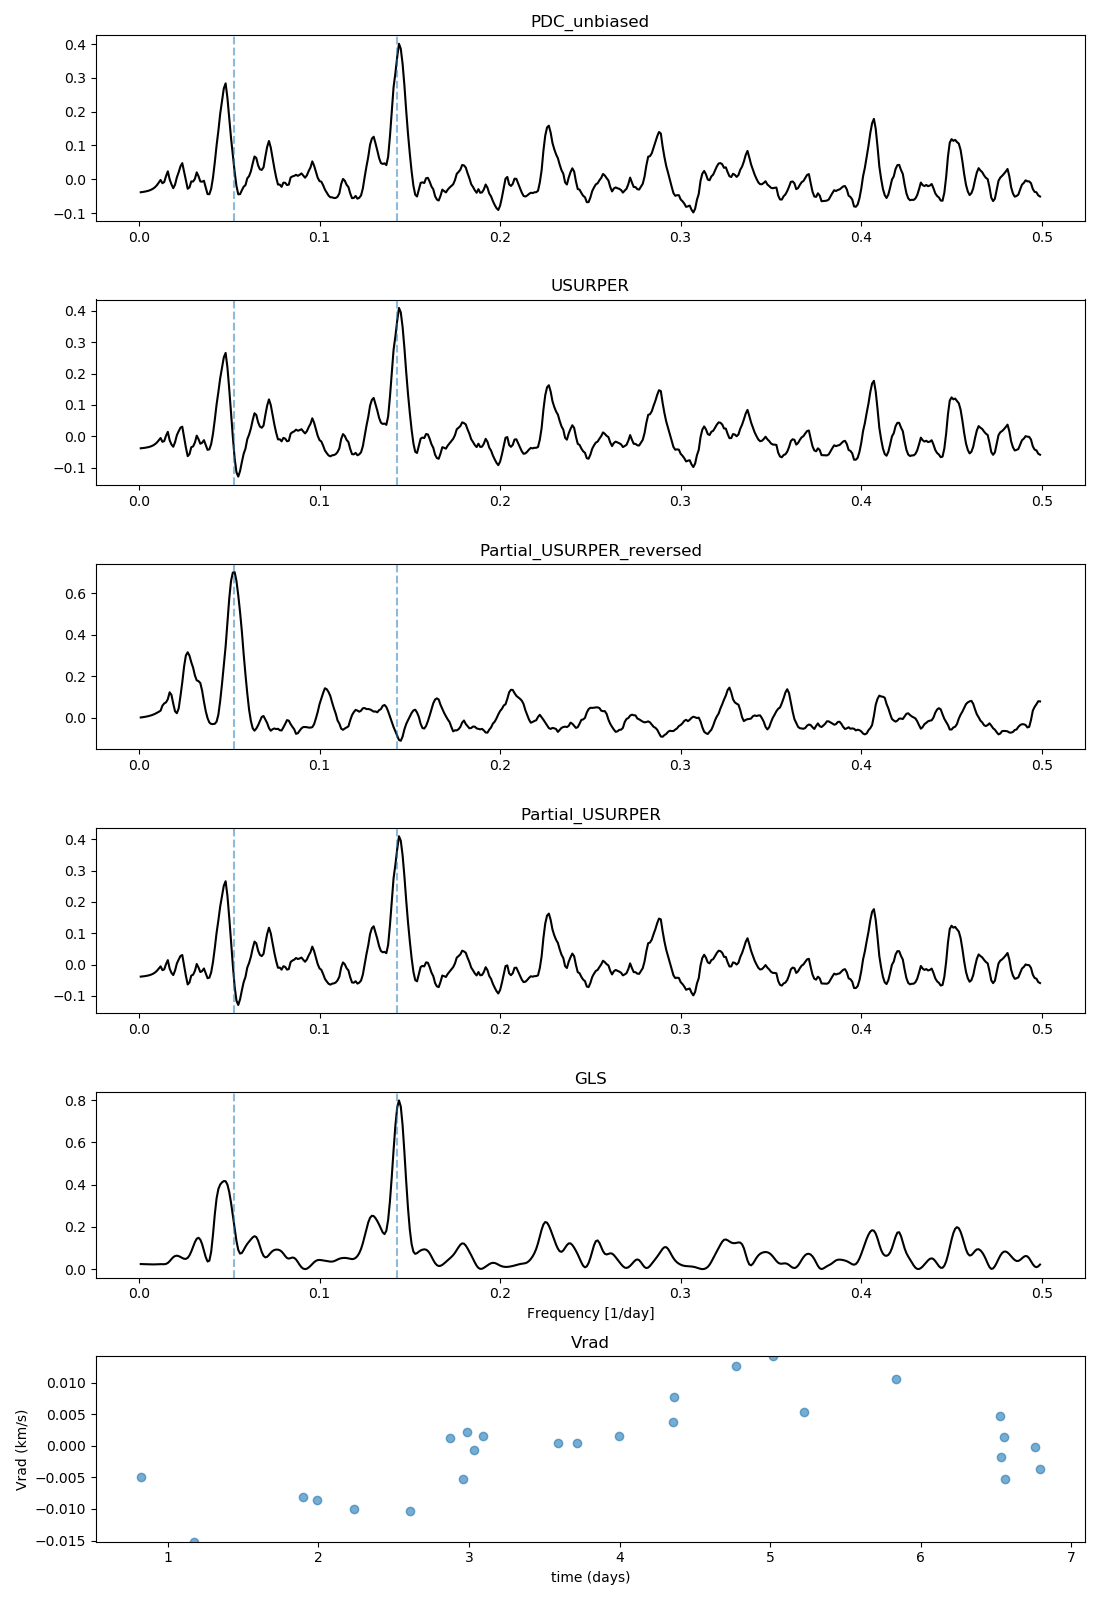 PDC_unbiased
0.4
0.3
0.2
0.1
0.0
−0.1
0.0 0.1 0.2 0.3 0.4 0.5
USURPER
0.4
0.3
0.2
0.1
0.0
−0.1
0.0 0.1 0.2 0.3 0.4 0.5
Partial_USURPER_reversed
0.6
0.4
0.2
0.0
0.0 0.1 0.2 0.3 0.4 0.5
Partial_USURPER
0.4
0.3
0.2
0.1
0.0
−0.1
0.0 0.1 0.2 0.3 0.4 0.5
GLS
0.8
0.6
0.4
0.2
0.0
0.0 0.1 0.2 0.3 0.4 0.5
Frequency [1/day]
Vrad
Vrad (km/s)
0.010
0.005
0.000
−0.005
−0.010
−0.015
1 2 3 4 5 6 7
time (days)